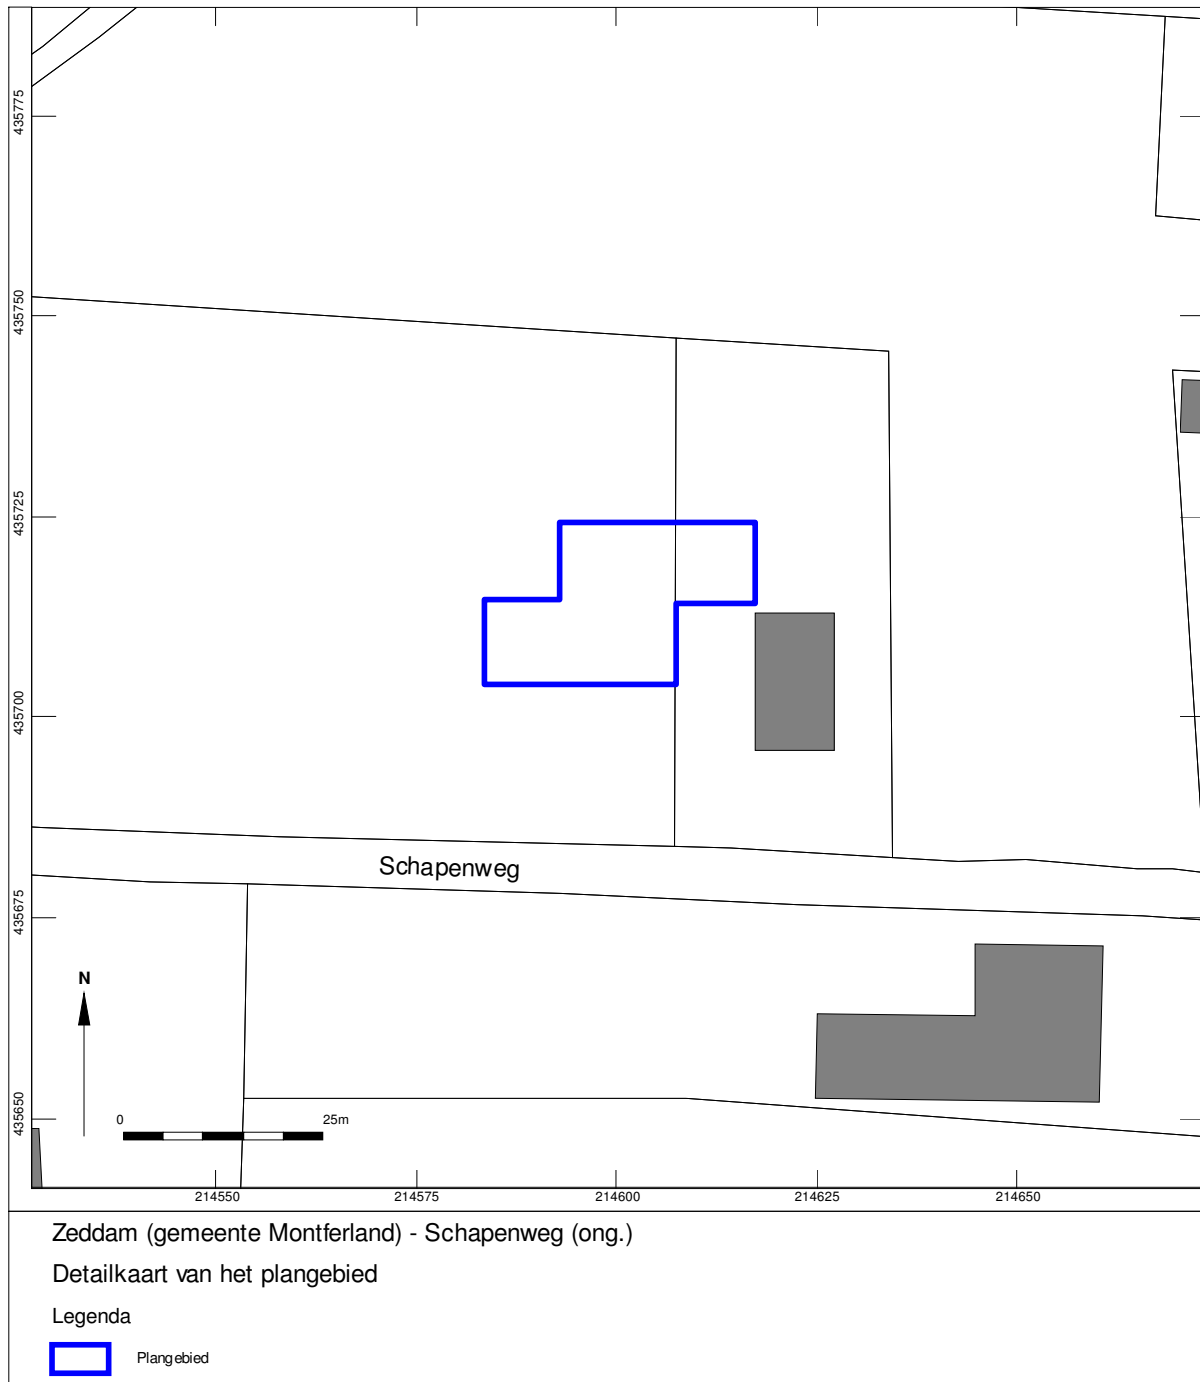 435775
435750
435725
435700
435675
435650
Schapenweg
N
0 25m
214550 214575 214600 214625 214650
Zeddam (gemeente Montferland) - Schapenweg (ong.)
Detailkaart van het plangebied
Legenda
Plangebied